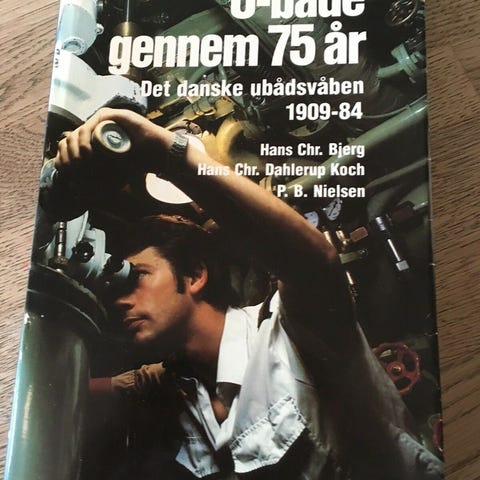 U-både
gennem 75 år
Det danske ubådsvåben
1909-84
Hans Chr. Bjerg
Hans Chr. Dahlerup Koch
P. B. Nielsen